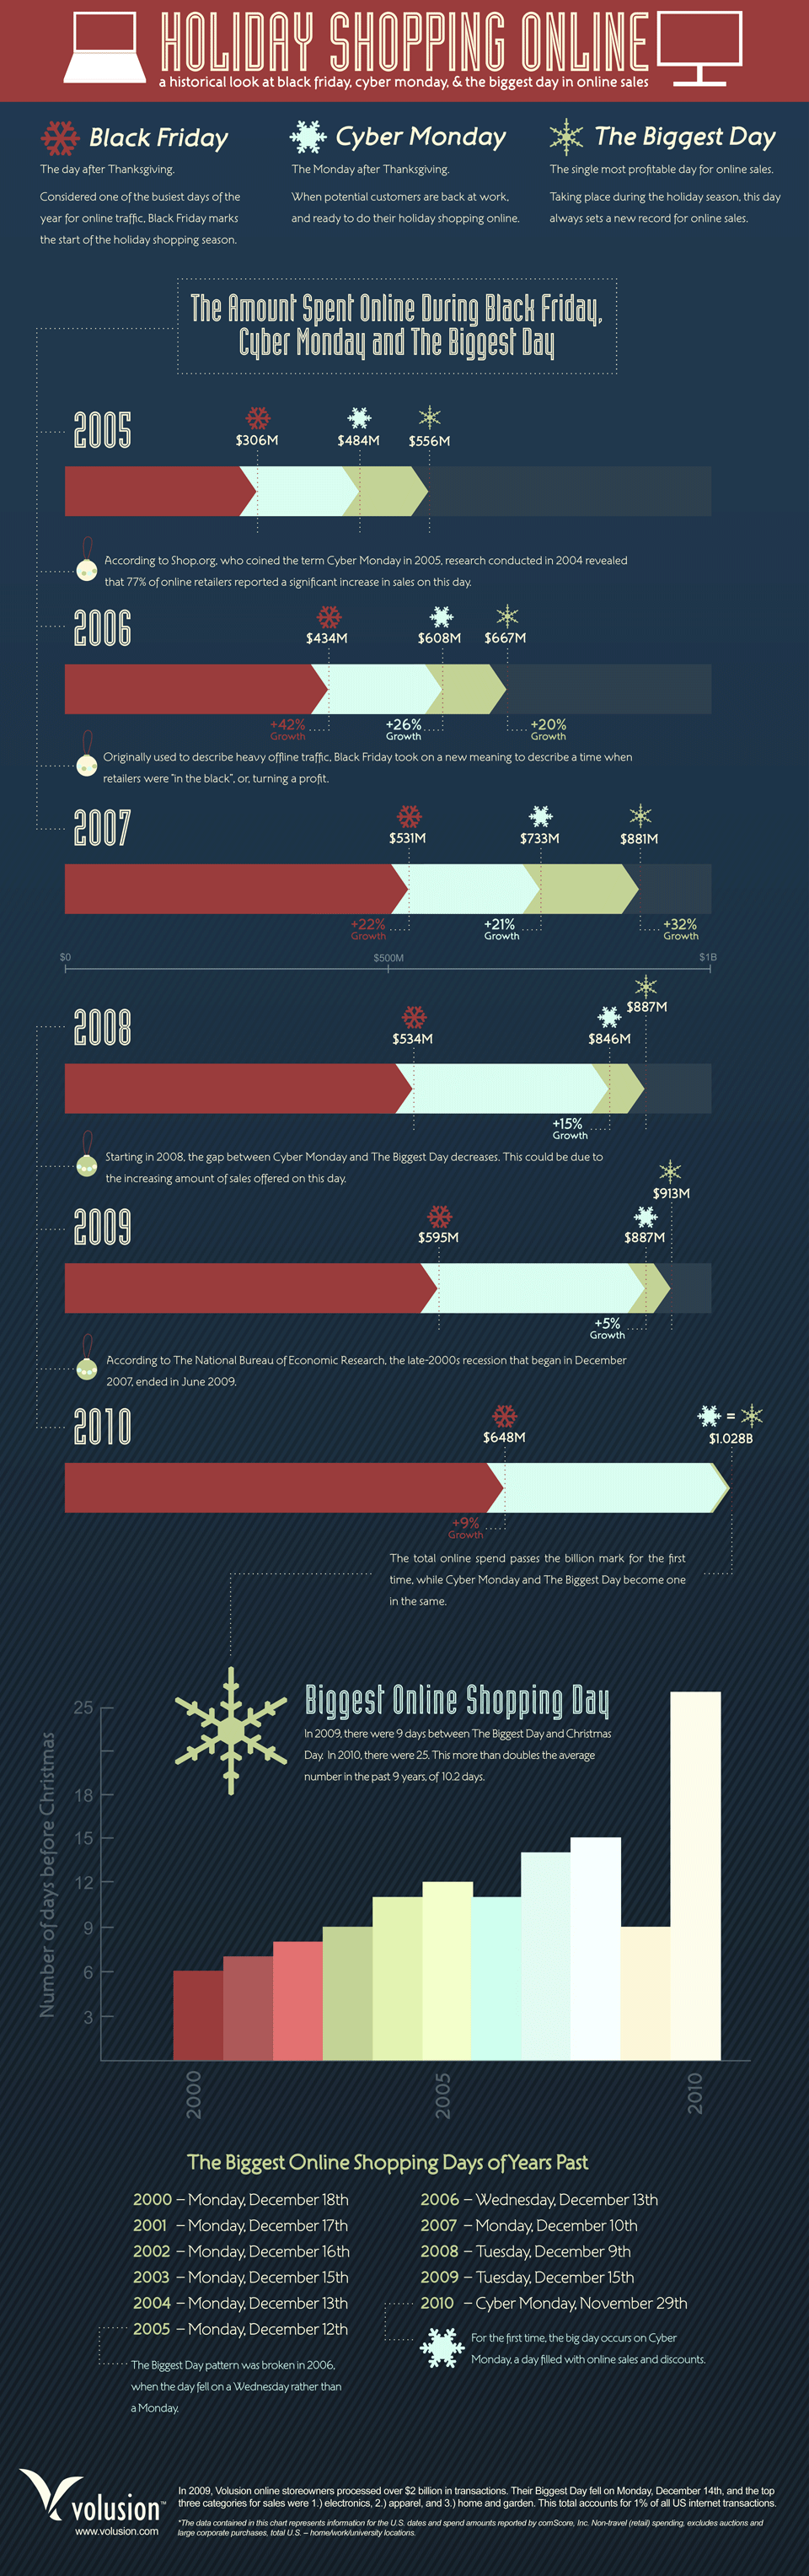 HOLIDAY SHOPPING ONLINE
a historical look at black friday, cyber monday, & the biggest day in online sales
Black Friday
The day after Thanksgiving.
Considered one of the busiest days of the
year for online traffic, Black Friday marks
the start of the holiday shopping season.
Cyber Monday
The Monday after Thanksgiving.
When potential customers are back at work,
and ready to do their holiday shopping online.
The Biggest Day
The single most profitable day for online sales.
Taking place during the holiday season, this day
always sets a new record for online sales.
The Amount Spent Online During Black Friday,
Cyber Monday and The Biggest Day
2005
$306M
$484M
$556M
According to Shop.org, who coined the term Cyber Monday in 2005, research conducted in 2004 revealed
that 77% of online retailers reported a significant increase in sales on this day.
2006
$434M
$608M
$667M
+42%
Growth
+26%
Growth
+20%
Growth
Originally used to describe heavy offline traffic, Black Friday took on a new meaning to describe a time when
retailers were "in the black", or, turning a profit.
2007
$531M
$733M
$881M
+22%
Growth
+21%
Growth
+32%
Growth
$0
$500M
$1B
2008
$534M
$846M
$887M
+15%
Growth
Starting in 2008, the gap between Cyber Monday and The Biggest Day decreases. This could be due to
the increasing amount of sales offered on this day.
2009
$595M
$887M
$913M
+5%
Growth
According to The National Bureau of Economic Research, the late-2000s recession that began in December
2007, ended in June 2009.
2010
$648M
=
$1.028B
+9%
Growth
The total online spend passes the billion mark for the first
time, while Cyber Monday and The Biggest Day become one
in the same.
Biggest Online Shopping Day
In 2009, there were 9 days between The Biggest Day and Christmas
Day. In 2010, there were 25. This more than doubles the average
number in the past 9 years, of 10.2 days.
Number of days before Christmas
25
18
15
12
9
6
3
2000
2005
2010
The Biggest Online Shopping Days of Years Past
2000 – Monday, December 18th
2001 – Monday, December 17th
2002 – Monday, December 16th
2003 – Monday, December 15th
2004 – Monday, December 13th
2005 – Monday, December 12th
The Biggest Day pattern was broken in 2006,
when the day fell on a Wednesday rather than
a Monday.
2006 – Wednesday, December 13th
2007 – Monday, December 10th
2008 – Tuesday, December 9th
2009 – Tuesday, December 15th
2010 – Cyber Monday, November 29th
For the first time, the big day occurs on Cyber
Monday, a day filled with online sales and discounts.
volusion™
www.volusion.com
In 2009, Volusion online storeowners processed over $2 billion in transactions. Their Biggest Day fell on Monday, December 14th, and the top
three categories for sales were 1.) electronics, 2.) apparel, and 3.) home and garden. This total accounts for 1% of all US internet transactions.
*The data contained in this chart represents information for the U.S. dates and spend amounts reported by comScore, Inc. Non-travel (retail) spending, excludes auctions and
large corporate purchases, total U.S. – home/work/university locations.